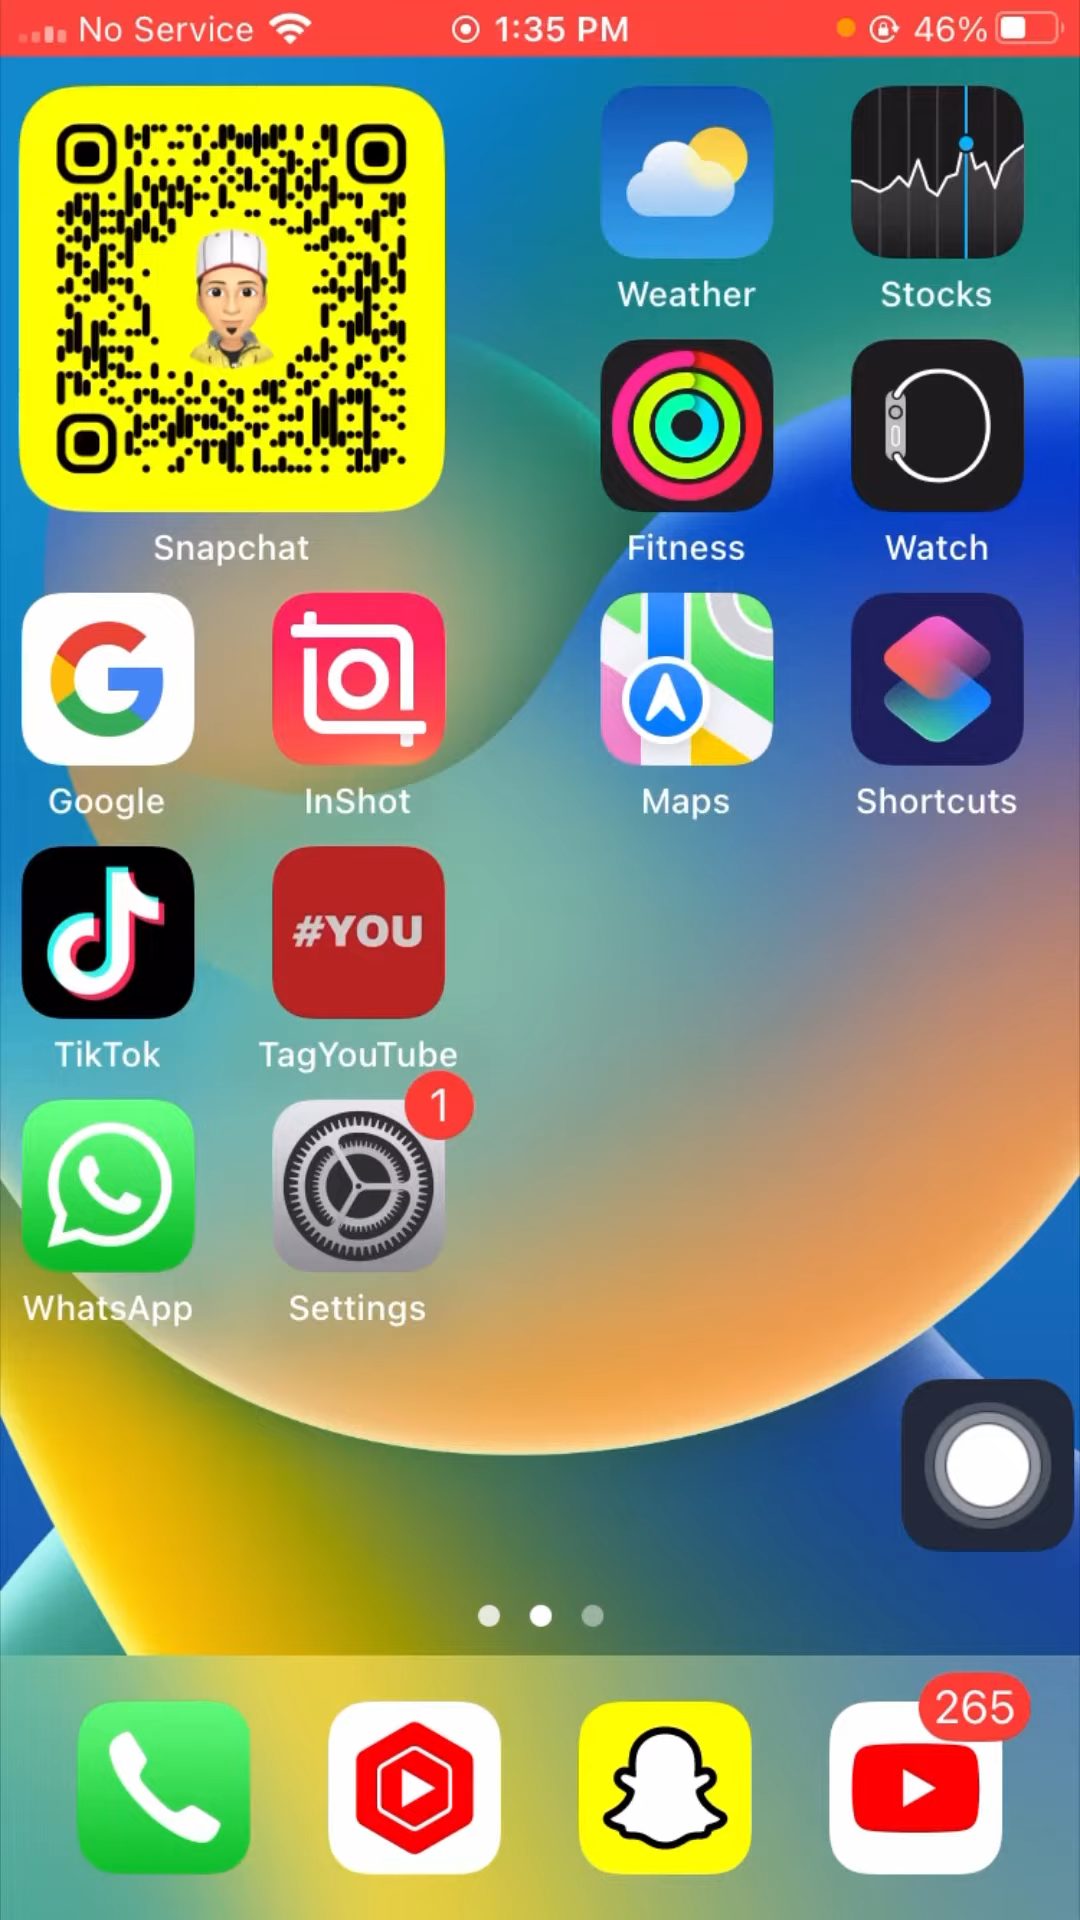 No Service 1:35 PM 46%
Weather Stocks
Snapchat Fitness Watch
Google InShot Maps Shortcuts
#YOU
TikTok TagYouTube
1
WhatsApp Settings
265